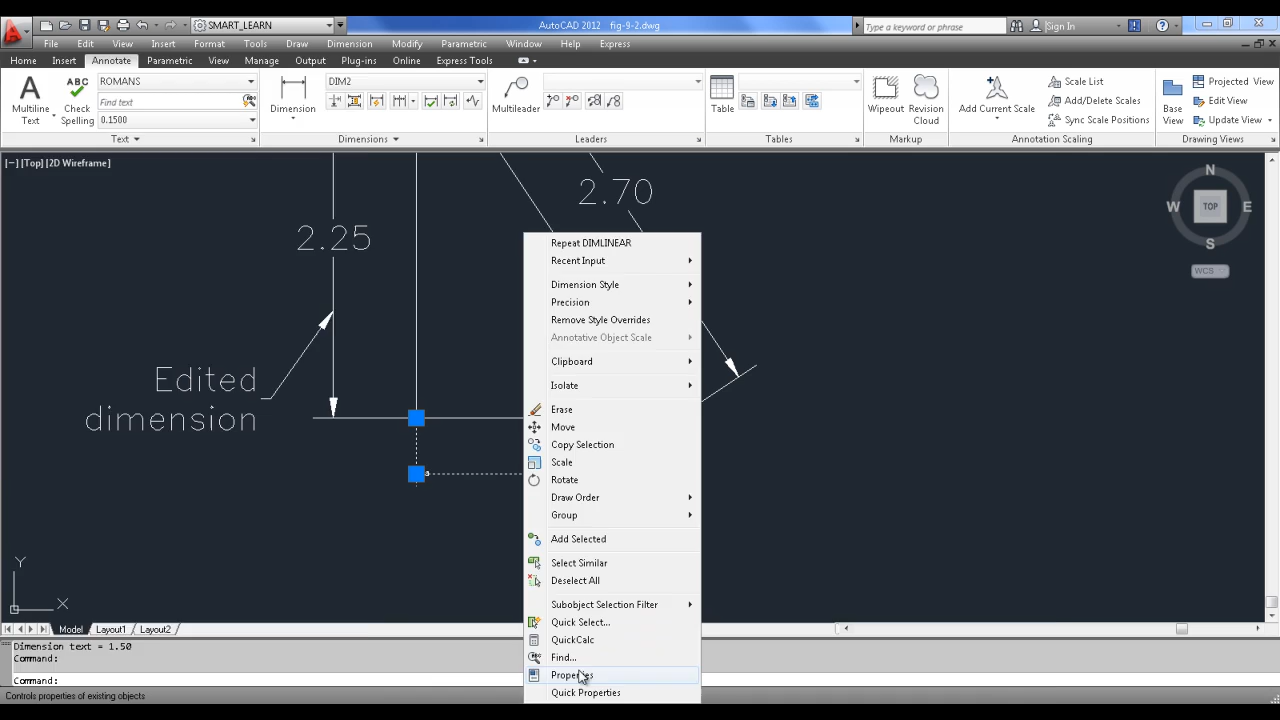 SMART_LEARN
AutoCAD 2012 fig-9-2.dwg
Type a keyword or phrase
Sign In
File Edit View Insert Format Tools Draw Dimension Modify Parametric Window Help Express
Home Insert Annotate Parametric View Manage Output Plug-ins Online Express Tools
Multiline Text
ABC
Check Spelling
ROMANS
Find text
0.1500
Text
Dimension
DIM2
Dimensions
Multileader
Leaders
Table
Tables
Wipeout
Revision Cloud
Markup
Add Current Scale
Scale List
Add/Delete Scales
Sync Scale Positions
Annotation Scaling
Base View
Projected View
Edit View
Update View
Drawing Views
[−] [Top] [2D Wireframe]
2.25
2.70
Edited
dimension
N
W TOP E
S
WCS
Repeat DIMLINEAR
Recent Input
Dimension Style
Precision
Remove Style Overrides
Annotative Object Scale
Clipboard
Isolate
Erase
Move
Copy Selection
Scale
Rotate
Draw Order
Group
Add Selected
Select Similar
Deselect All
Subobject Selection Filter
Quick Select...
QuickCalc
Find...
Properties
Quick Properties
Y
X
Model Layout1 Layout2
Dimension text = 1.50
Command:
Command:
Controls properties of existing objects